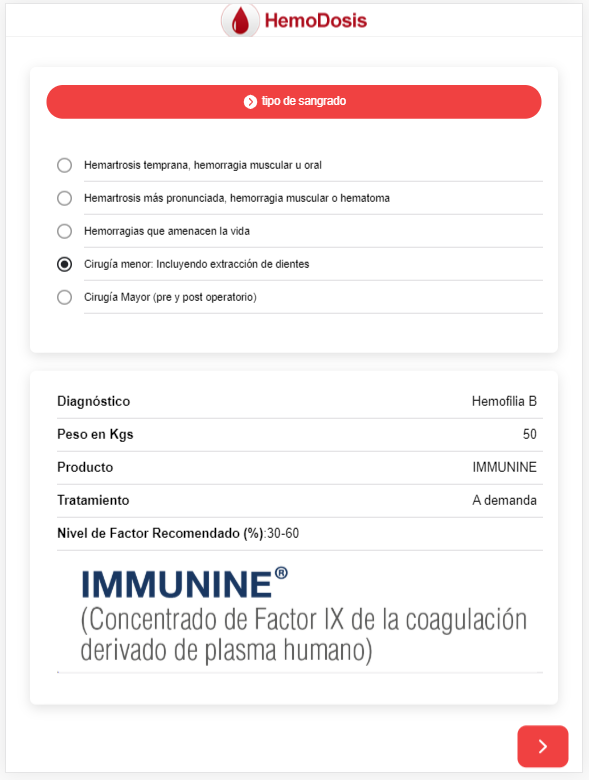 HemoDosis
tipo de sangrado
Hemartrosis temprana, hemorragia muscular u oral
Hemartrosis más pronunciada, hemorragia muscular o hematoma
Hemorragias que amenacen la vida
Cirugía menor: Incluyendo extracción de dientes
Cirugía Mayor (pre y post operatorio)
Diagnóstico Hemofilia B
Peso en Kgs 50
Producto IMMUNINE
Tratamiento A demanda
Nivel de Factor Recomendado (%):30-60
IMMUNINE®
(Concentrado de Factor IX de la coagulación
derivado de plasma humano)